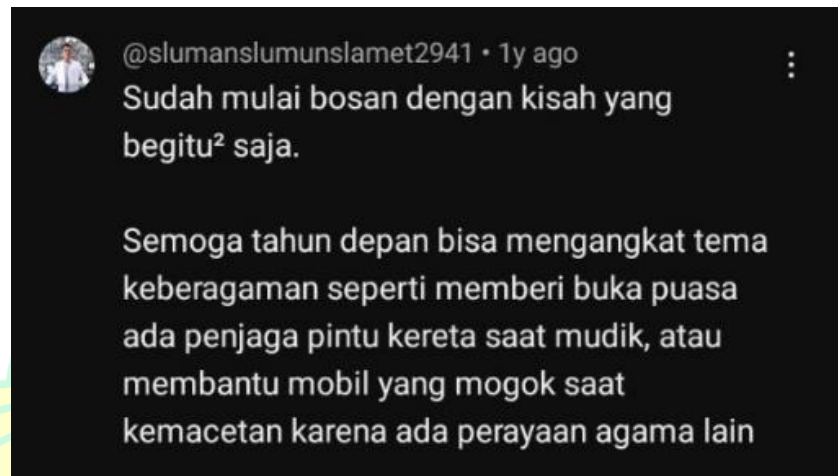 @slumanslumunslamet2941 • 1y ago
Sudah mulai bosan dengan kisah yang
begitu² saja.
Semoga tahun depan bisa mengangkat tema
keberagaman seperti memberi buka puasa
ada penjaga pintu kereta saat mudik, atau
membantu mobil yang mogok saat
kemacetan karena ada perayaan agama lain